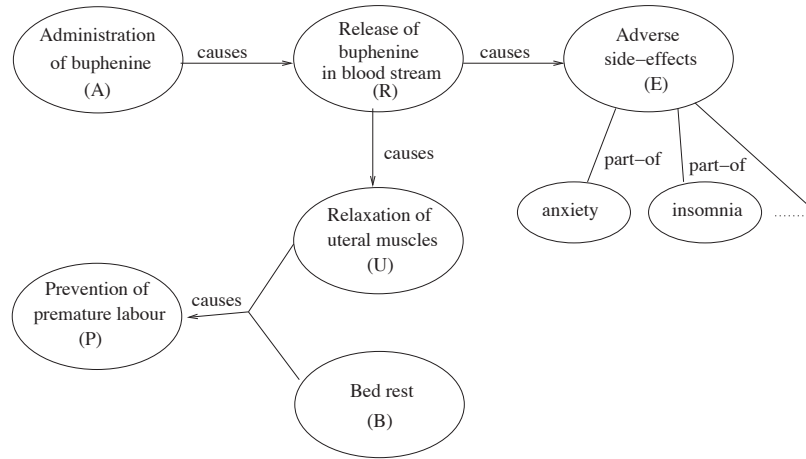 Administration
of buphenine
(A)
causes
Release of
buphenine
in blood stream
(R)
causes
Adverse
side–effects
(E)
causes
part–of
part–of
anxiety
insomnia
........
Relaxation of
uteral muscles
(U)
causes
Prevention of
premature labour
(P)
Bed rest
(B)